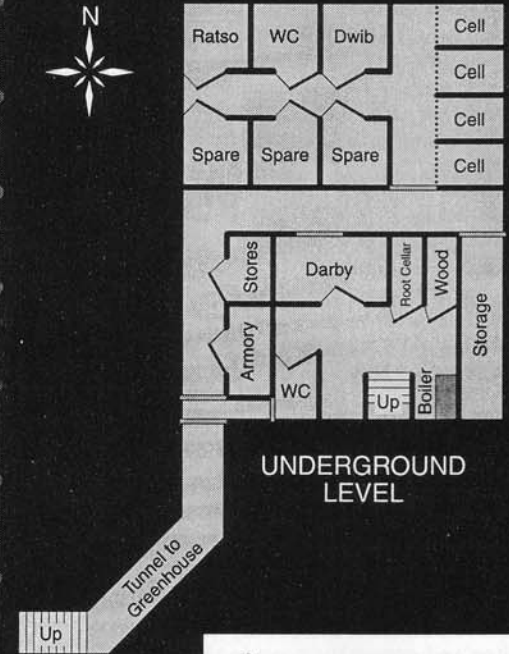 N
Ratso
WC
Dwib
Cell
Cell
Cell
Cell
Spare
Spare
Spare
Stores
Darby
Root Cellar
Wood
Storage
Armory
WC
Up
Boiler
UNDERGROUND
LEVEL
Tunnel to
Greenhouse
Up